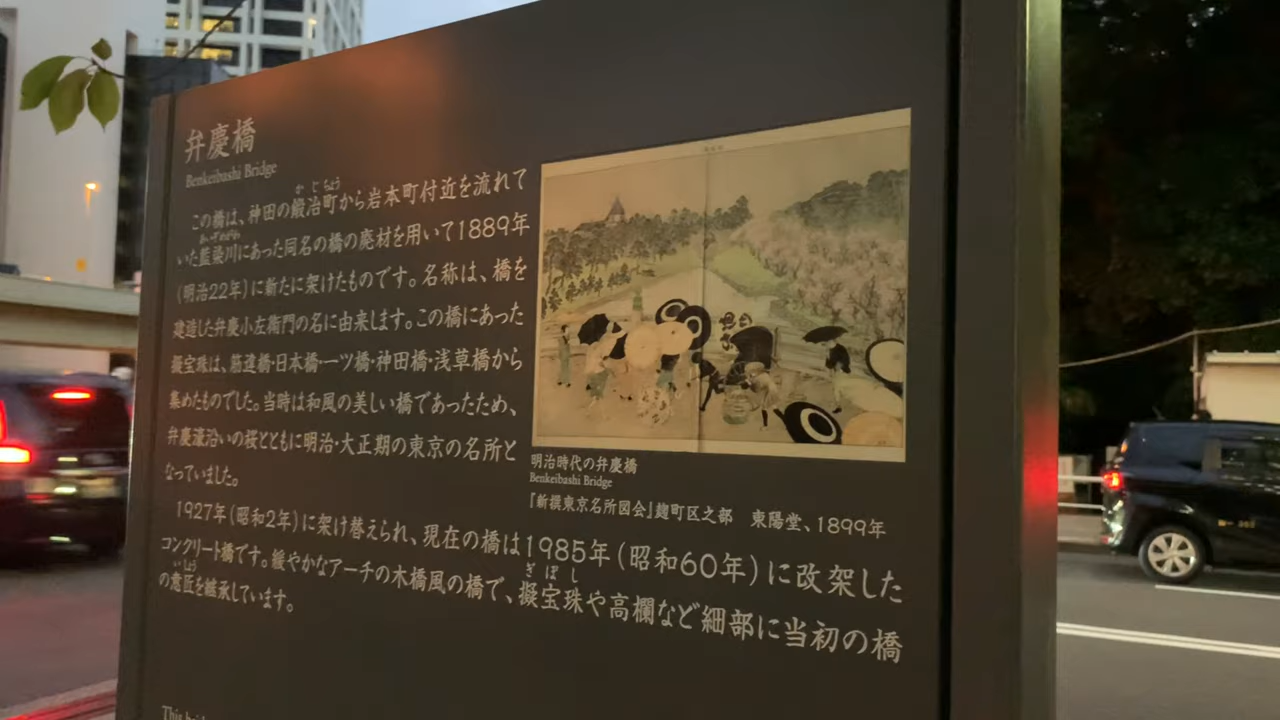 弁慶橋
Benkeibashi Bridge
かじちょう
この橋は、神田の鍛冶町から岩本町付近を流れて
いた藍染川にあった同名の橋の廃材を用いて1889年
(明治22年)に新たに架けたものです。名称は、橋を
建造した弁慶小左衛門の名に由来します。この橋にあった
擬宝珠は、筋違橋・日本橋・一ツ橋・神田橋・浅草橋から
集めたものでした。当時は和風の美しい橋であったため、
弁慶濠沿いの桜とともに明治・大正期の東京の名所と
なっていました。
1927年(昭和2年)に架け替えられ、現在の橋は1985年(昭和60年)に改架した
コンクリート橋です。緩やかなアーチの木橋風の橋で、擬宝珠や高欄など細部に当初の橋
ぎぼし
いしょう
の意匠を継承しています。
明治時代の弁慶橋
Benkeibashi Bridge
『新撰東京名所図会』麹町区之部 東陽堂、1899年